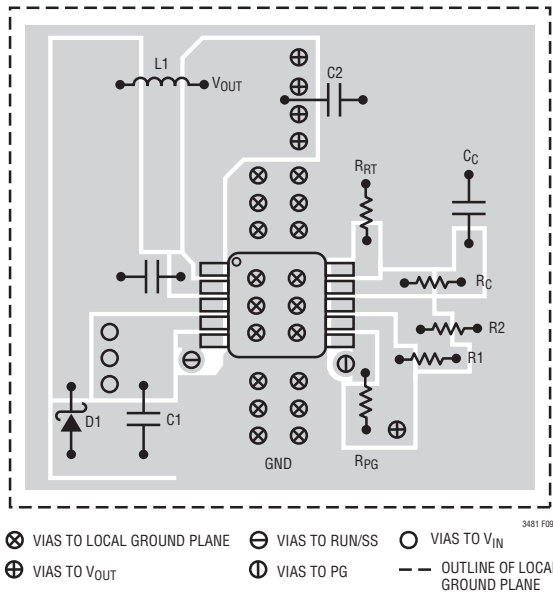 L1
VOUT
C2
RRT
CC
RC
R2
R1
D1
C1
GND
RPG
3481 F09
VIAS TO LOCAL GROUND PLANE
VIAS TO RUN/SS
VIAS TO VIN
VIAS TO VOUT
VIAS TO PG
OUTLINE OF LOCAL
GROUND PLANE